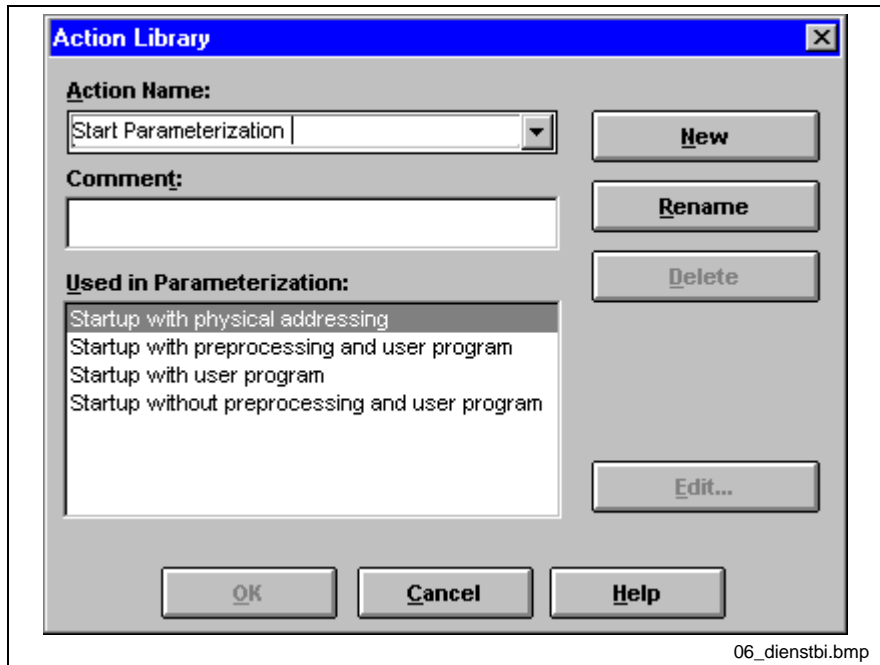 Action Library
Action Name:
Start Parameterization
New
Comment:
Rename
Delete
Used in Parameterization:
Startup with physical addressing
Startup with preprocessing and user program
Startup with user program
Startup without preprocessing and user program
Edit...
OK Cancel Help
06_dienstbi.bmp